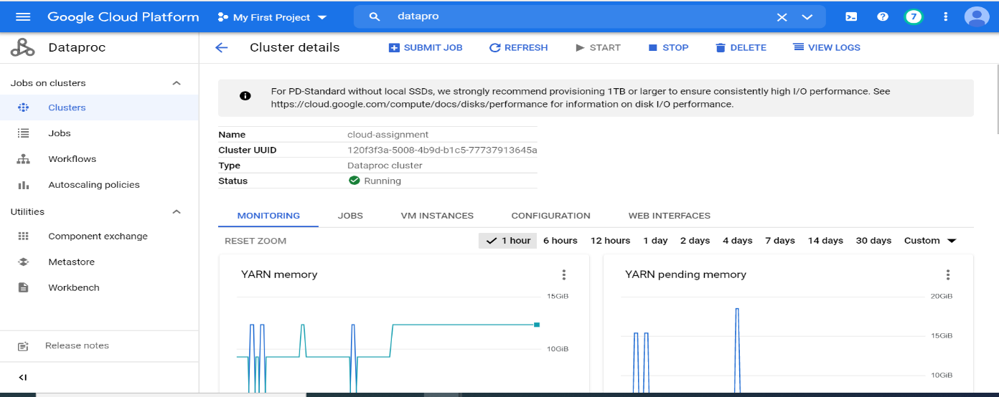 Google Cloud Platform
My First Project
datapro
7
Dataproc
Cluster details
SUBMIT JOB
REFRESH
START
STOP
DELETE
VIEW LOGS
Jobs on clusters
Clusters
Jobs
Workflows
Autoscaling policies
Utilities
Component exchange
Metastore
Workbench
Release notes
For PD-Standard without local SSDs, we strongly recommend provisioning 1TB or larger to ensure consistently high I/O performance. See
https://cloud.google.com/compute/docs/disks/performance for information on disk I/O performance.
Name cloud-assignment
Cluster UUID 120f3f3a-5008-4b9d-b1c5-77737913645a
Type Dataproc cluster
Status Running
MONITORING JOBS VM INSTANCES CONFIGURATION WEB INTERFACES
RESET ZOOM 1 hour 6 hours 12 hours 1 day 2 days 4 days 7 days 14 days 30 days Custom
YARN memory
15GiB
10GiB
YARN pending memory
20GiB
15GiB
10GiB